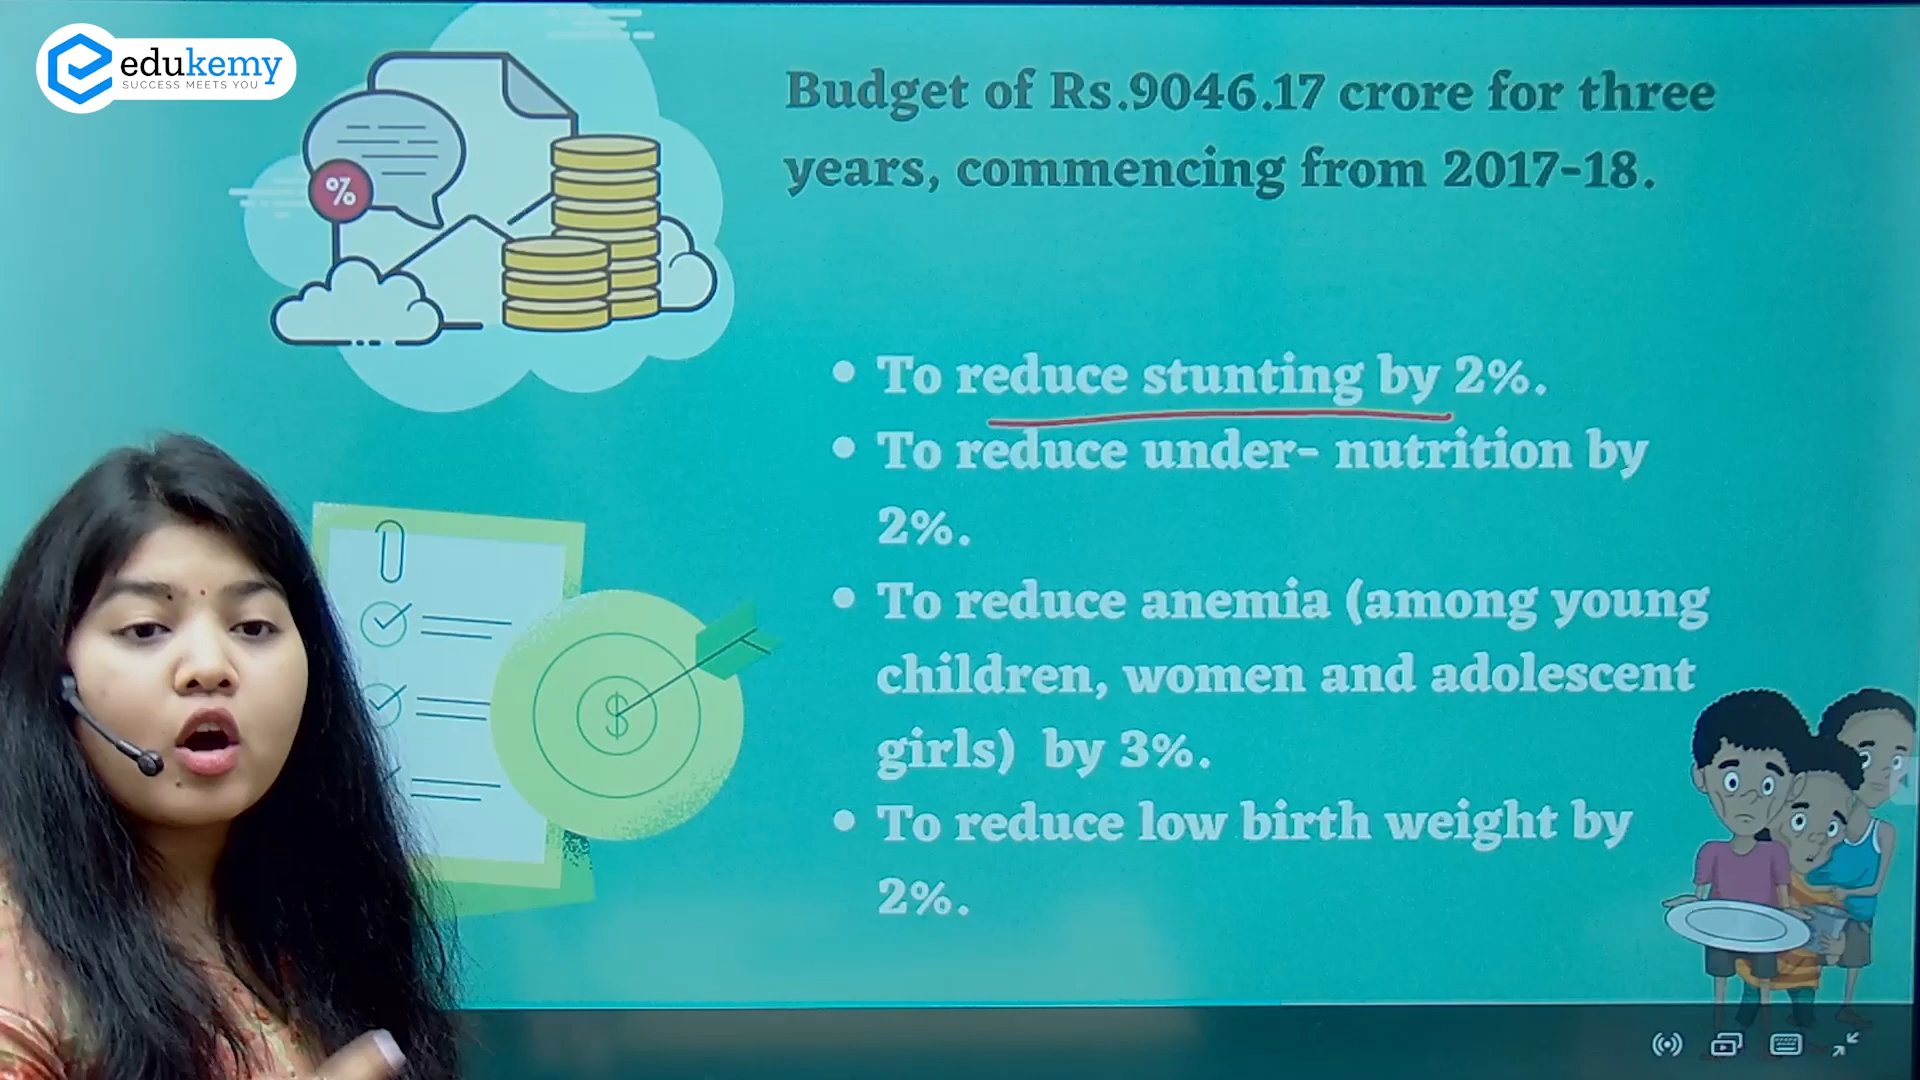 edukemy
SUCCESS MEETS YOU
Budget of Rs.9046.17 crore for three
years, commencing from 2017-18.
%
• To reduce stunting by 2%.
• To reduce under- nutrition by
2%.
• To reduce anemia (among young
children, women and adolescent
girls) by 3%.
• To reduce low birth weight by
2%.
$